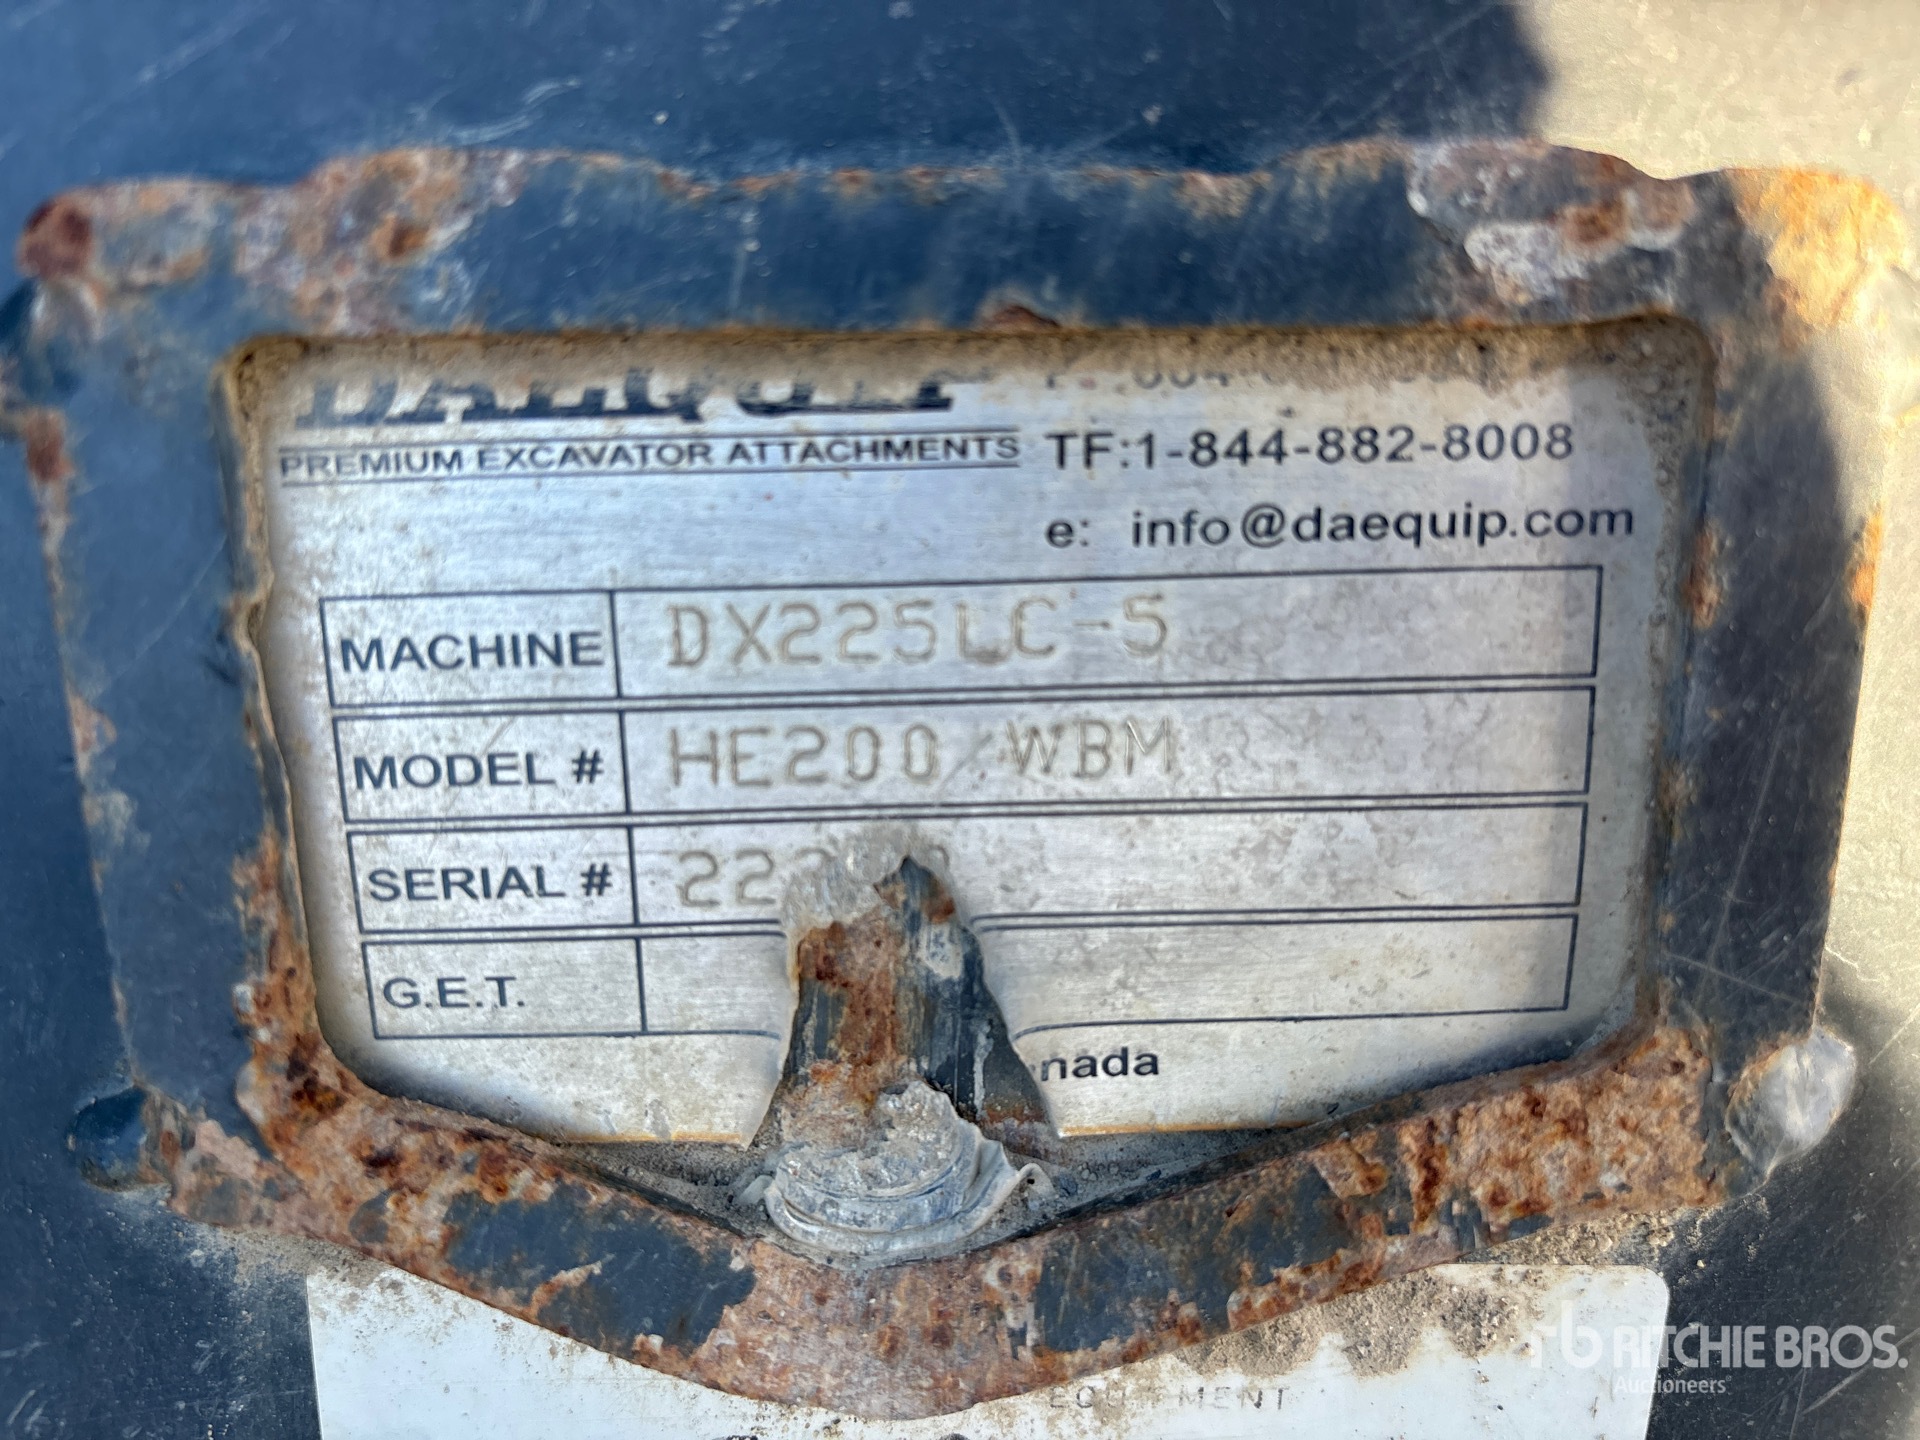 DAEQUIP
PREMIUM EXCAVATOR ATTACHMENTS
TF:1-844-882-8008
e: info@daequip.com
MACHINE DX225LC-5
MODEL # HE200 WBM
SERIAL #
G.E.T.
RITCHIE BROS.
Auctioneers